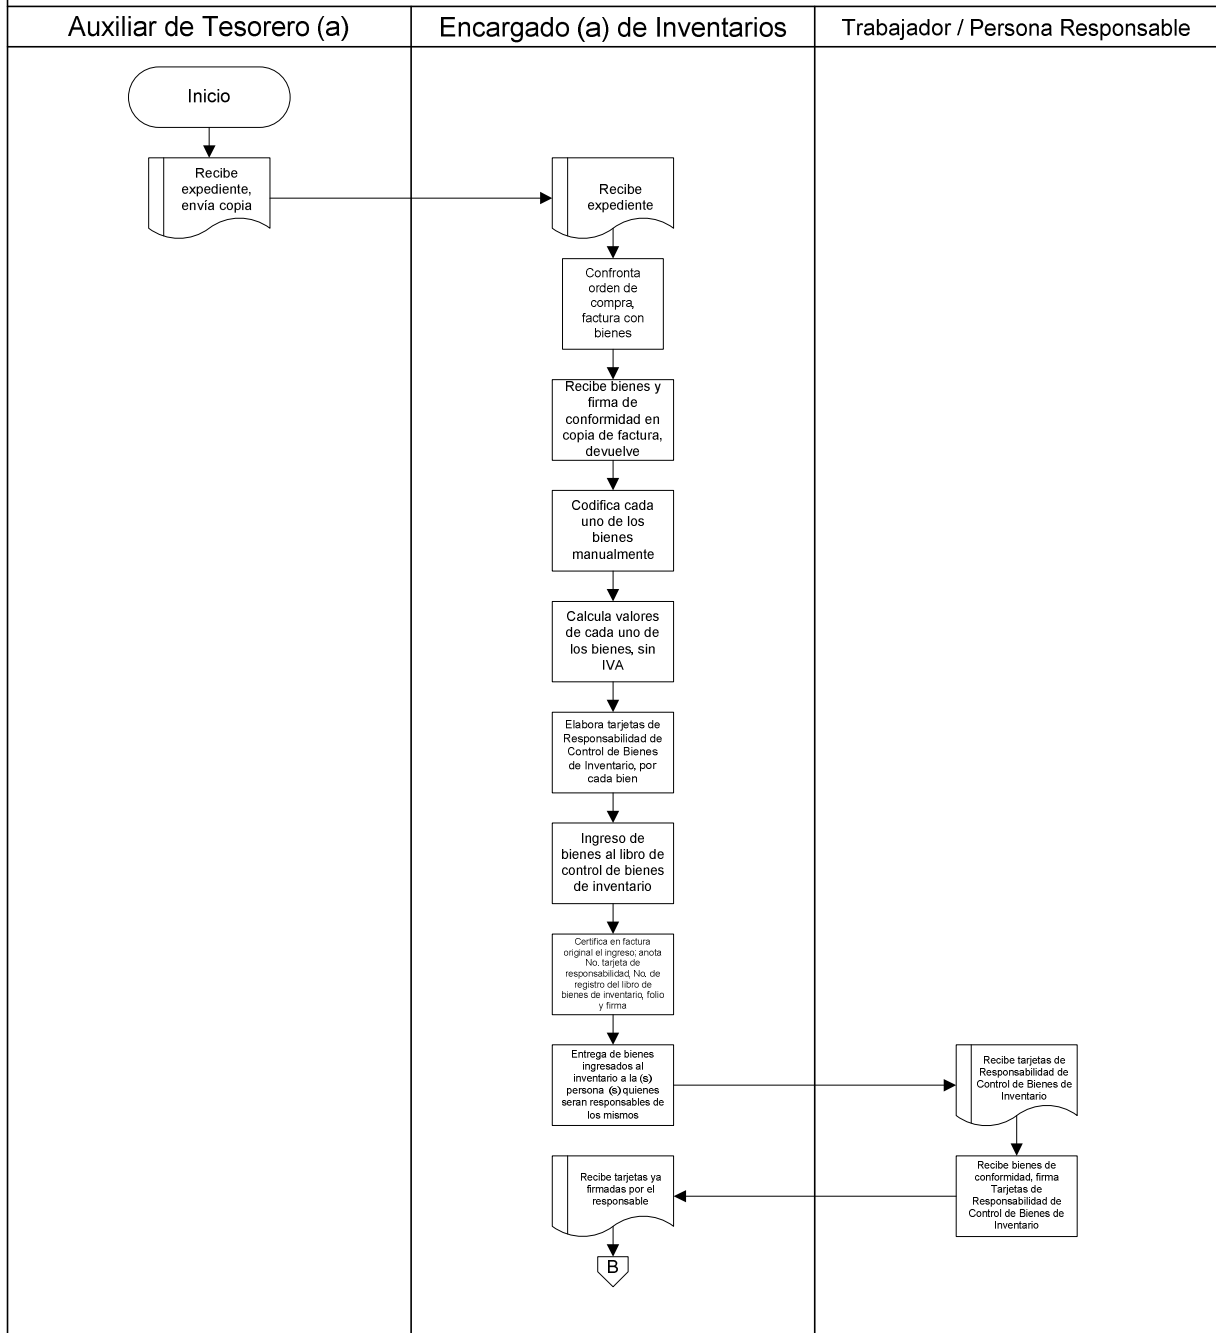 Auxiliar de Tesorero (a)
Encargado (a) de Inventarios
Trabajador / Persona Responsable
Inicio
Recibe
expediente,
envía copia
Recibe
expediente
Confronta
orden de
compra,
factura con
bienes
Recibe bienes y
firma de
conformidad en
copia de factura,
devuelve
Codifica cada
uno de los
bienes
manualmente
Calcula valores
de cada uno de
los bienes, sin
IVA
Elabora tarjetas de
Responsabilidad de
Control de Bienes
de Inventario, por
cada bien
Ingreso de
bienes al libro de
control de bienes
de inventario
Certifica en factura
original el ingreso; anota
No. tarjeta de
responsabilidad, No. de
registro del libro de
bienes de inventario, folio
y firma
Entrega de bienes
ingresados al
inventario a la (s)
persona (s) quienes
seran responsables de
los mismos
Recibe tarjetas de
Responsabilidad de
Control de Bienes de
Inventario
Recibe bienes de
conformidad, firma
Tarjetas de
Responsabilidad de
Control de Bienes de
Inventario
Recibe tarjetas ya
firmadas por el
responsable
B